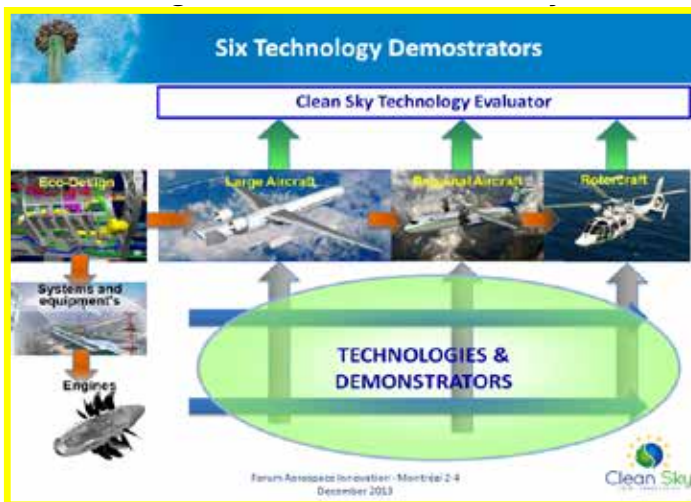 Six Technology Demostrators
Clean Sky Technology Evaluator
Eco-Design
Large Aircraft
Regional Aircraft
Rotorcraft
Systems and
equipment's
Engines
TECHNOLOGIES &
DEMONSTRATORS
Forum Aerospace Innovation - Montréal 2-4
December 2013
Clean Sky